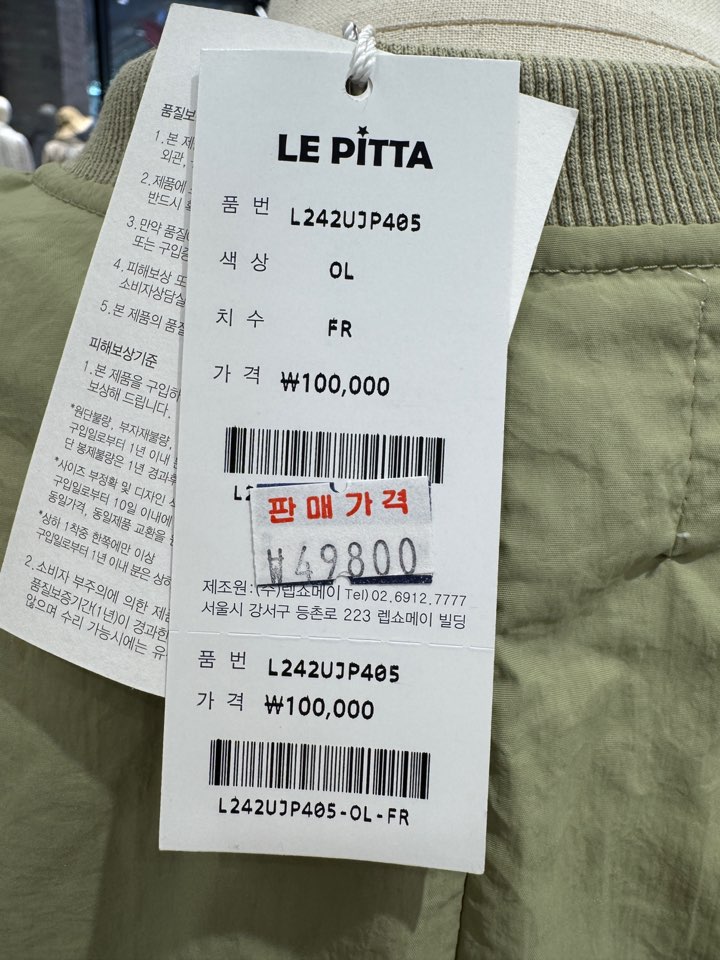 LE PITTA
품 번 L242UJP405
색 상 OL
치 수 FR
가 격 ₩100,000
판매가격
₩49800
제조원:(주)렙쇼메이 Tel)02.6912.7777
서울시 강서구 등촌로 223 렙쇼메이 빌딩
품 번 L242UJP405
가 격 ₩100,000
L242UJP405-OL-FR
1.본
외관,
2.제품에
반드시
3.만약 품질
또는
4.피해보상 또
소비자상담실
5.본 제품의 품질
피해보상기준
1.본 제품을 구입하
보상해 드립니다.
*원단불량, 부자재불량,
구입일로부터 1년 이내
단 봉제불량은 1년 경과후
*사이즈 부정확 및 디자인
구입일로부터 10일 이내에
동일가격, 동일제품 교환을
*상하 1착중 한쪽에만 이상
구입일로부터 1년 이내 분은 상하
2.소비자 부주의에 의한 제품
품질보증기간(1년)이 경과한
않으며 수리 가능시에는 유